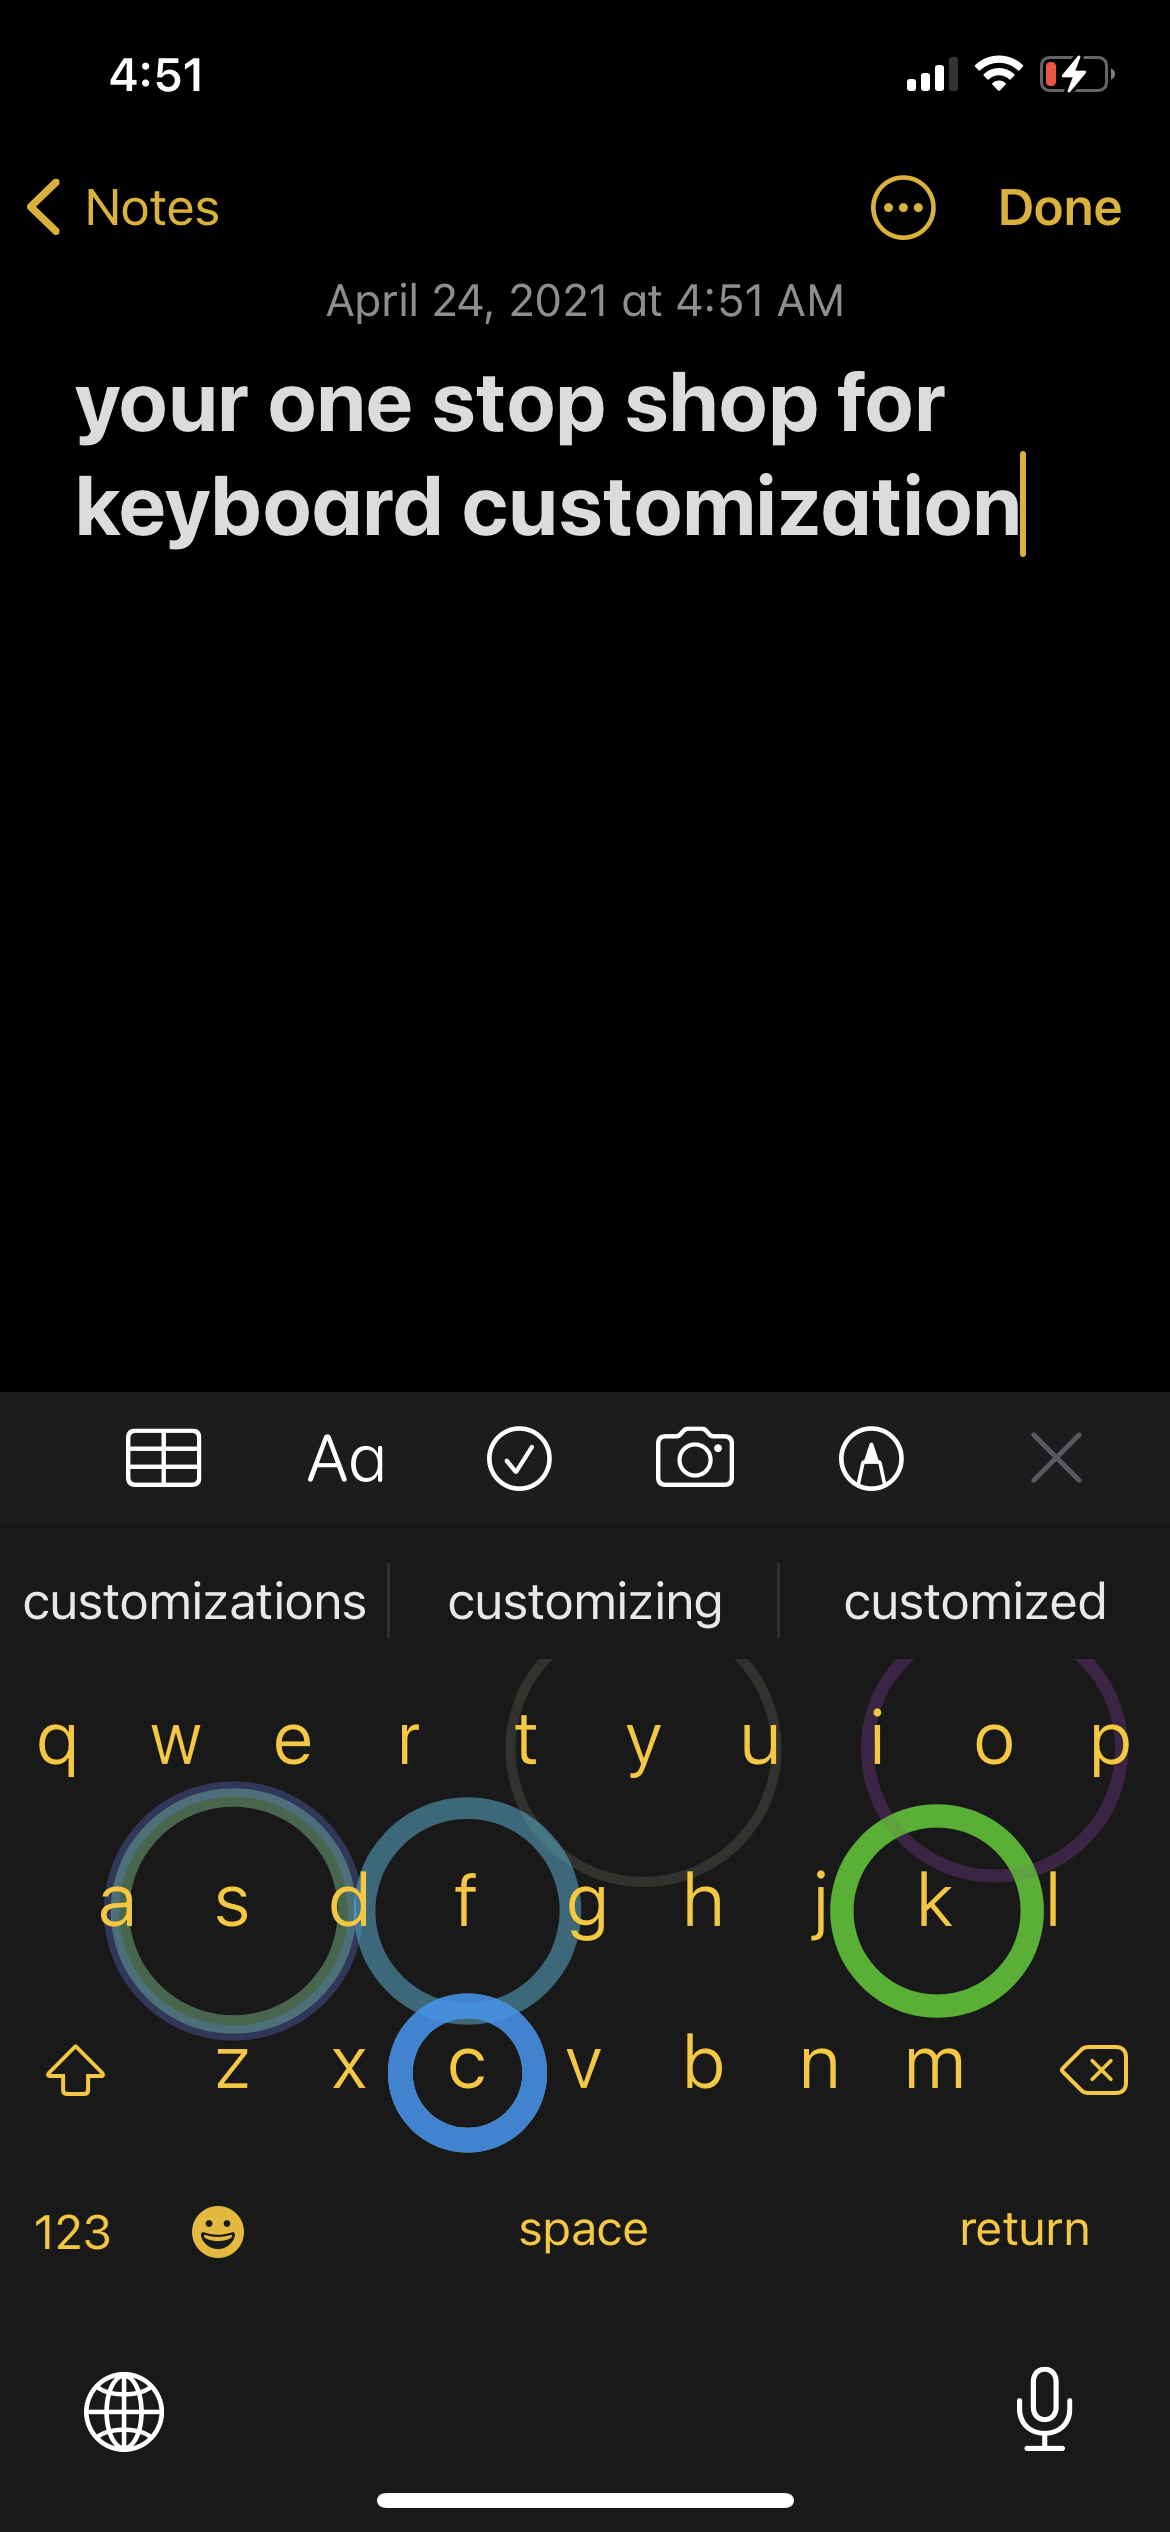 4:51
Notes
Done
April 24, 2021 at 4:51 AM
your one stop shop for
keyboard customization
Aa
customizations customizing customized
q w e r t y u i o p
a s d f g h j k l
z x c v b n m
123 space return